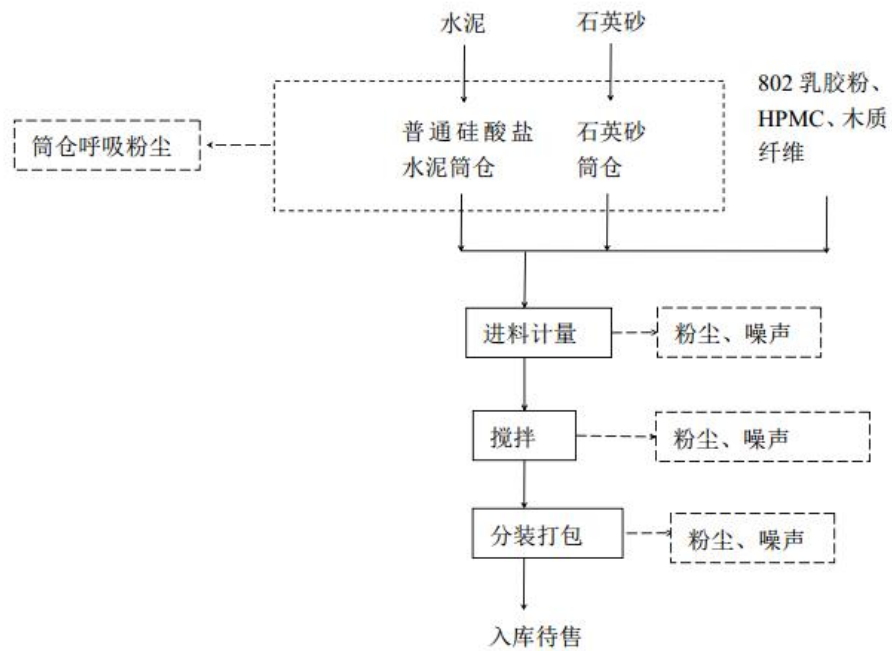 水泥
石英砂
802 乳胶粉、
HPMC、木质
纤维
筒仓呼吸粉尘
普通硅酸盐
水泥筒仓
石英砂
筒仓
进料计量
粉尘、噪声
搅拌
粉尘、噪声
分装打包
粉尘、噪声
入库待售